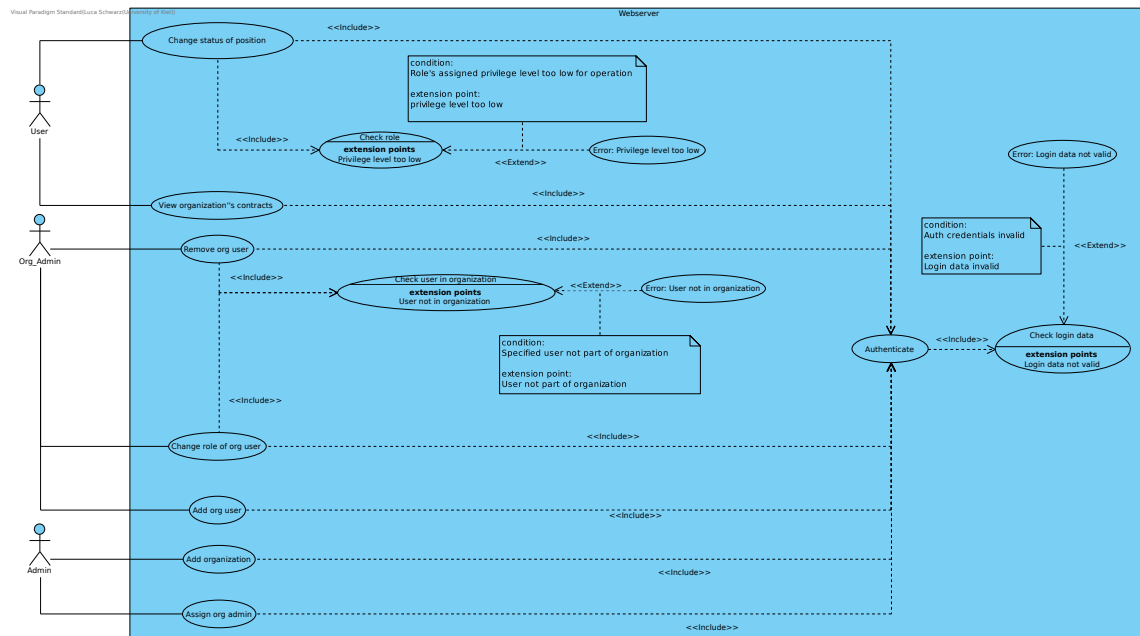 Visual Paradigm Standard(Luca Schwarz(University of Kiel))
Webserver
<<Include>>
Change status of position
condition:
Role's assigned privilege level too low for operation
extension point:
privilege level too low
User
<<Include>>
Check role
extension points
Privilege level too low
<<Extend>>
Error: Privilege level too low
Error: Login data not valid
<<Include>>
View organization"s contracts
condition:
Auth credentials invalid
extension point:
Login data invalid
<<Extend>>
Org_Admin
Remove org user
<<Include>>
<<Include>>
Check user in organization
extension points
User not in organization
<<Extend>>
Error: User not in organization
condition:
Specified user not part of organization
extension point:
User not part of organization
Authenticate
<<Include>>
Check login data
extension points
Login data not valid
<<Include>>
Change role of org user
<<Include>>
Add org user
<<Include>>
Admin
Add organization
<<Include>>
Assign org admin
<<Include>>